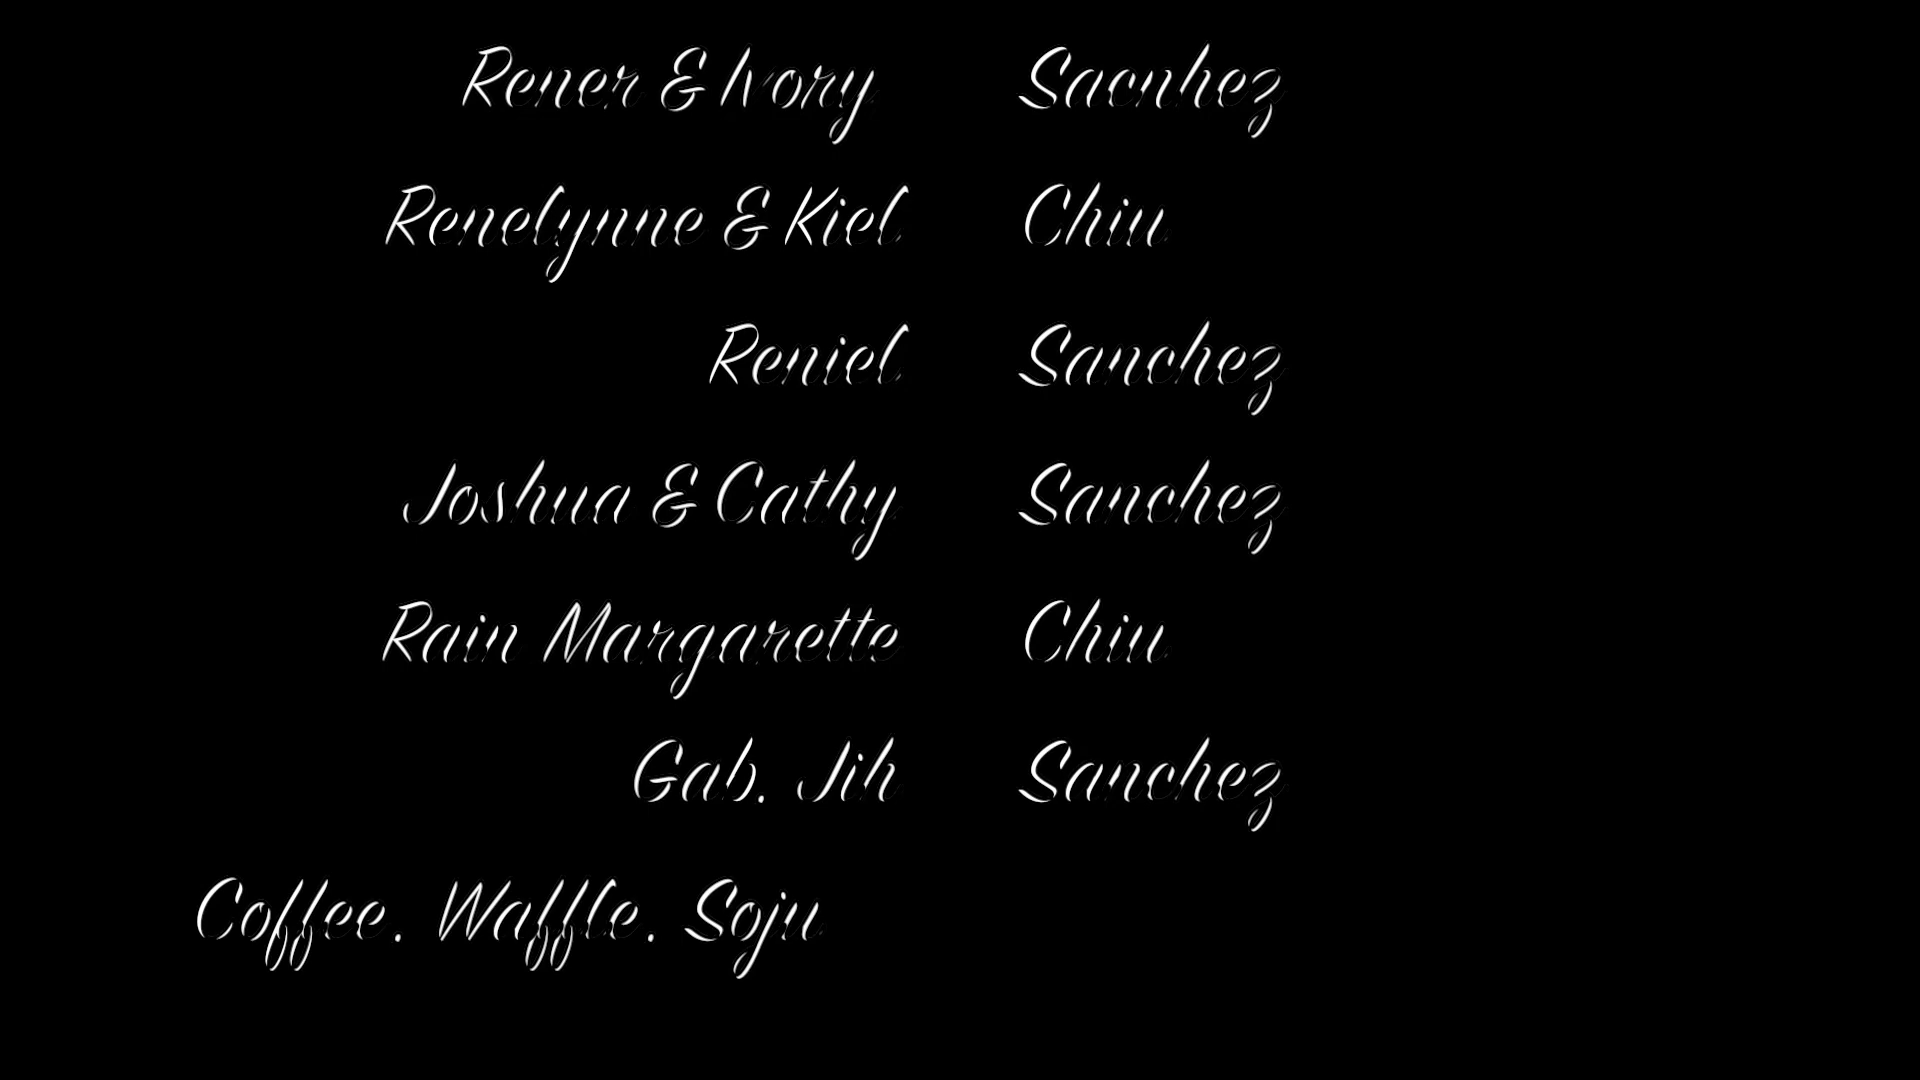 Rener & Ivory Sacnhez
Renelynne & Kiel Chiu
Reniel Sanchez
Joshua & Cathy Sanchez
Rain Margarette Chiu
Gab. Jih Sanchez
Coffee. Waffle. Soju